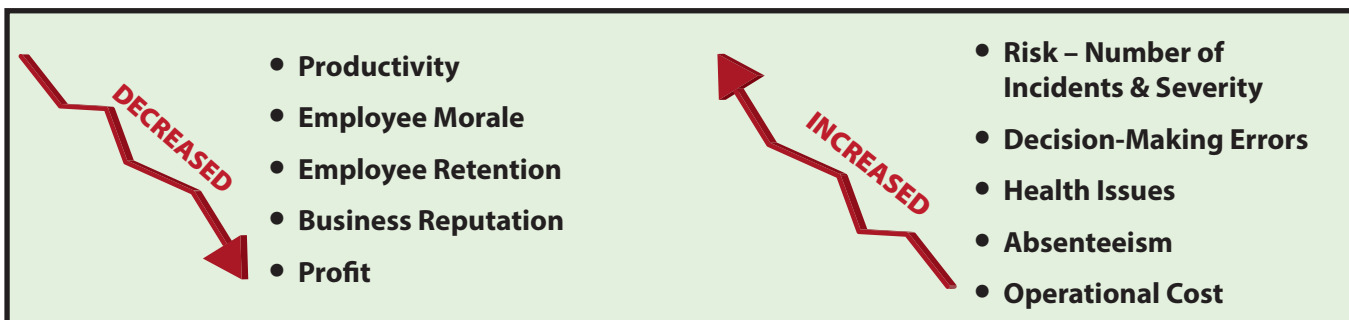 DECREASED
• Productivity
• Employee Morale
• Employee Retention
• Business Reputation
• Profit
INCREASED
• Risk – Number of
Incidents & Severity
• Decision-Making Errors
• Health Issues
• Absenteeism
• Operational Cost